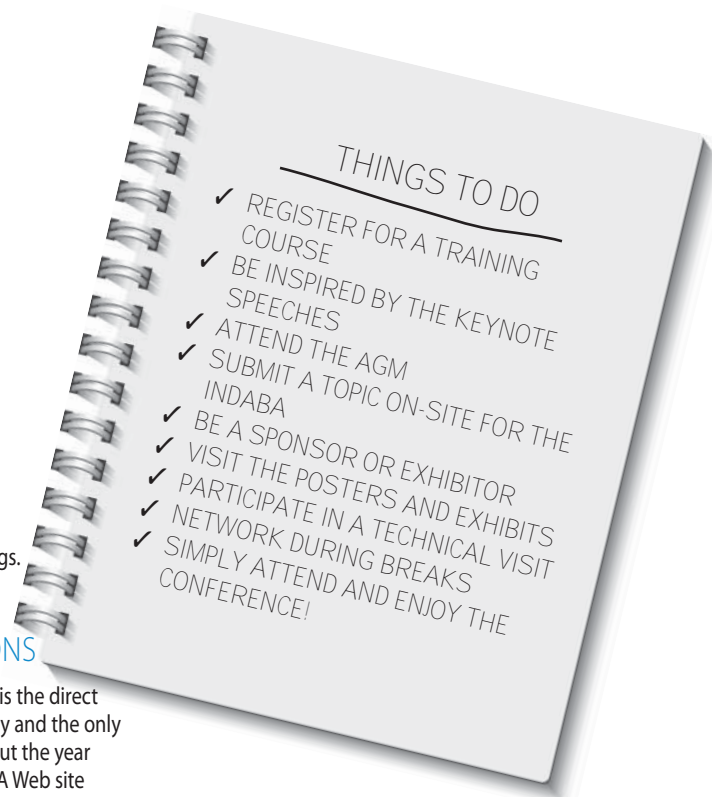 THINGS TO DO
✓ REGISTER FOR A TRAINING
COURSE
✓ BE INSPIRED BY THE KEYNOTE
SPEECHES
✓ ATTEND THE AGM
✓ SUBMIT A TOPIC ON-SITE FOR THE
INDABA
✓ BE A SPONSOR OR EXHIBITOR
✓ VISIT THE POSTERS AND EXHIBITS
✓ PARTICIPATE IN A TECHNICAL VISIT
✓ NETWORK DURING BREAKS
✓ SIMPLY ATTEND AND ENJOY THE
CONFERENCE!
is the direct
y and the only
ut the year
A Web site